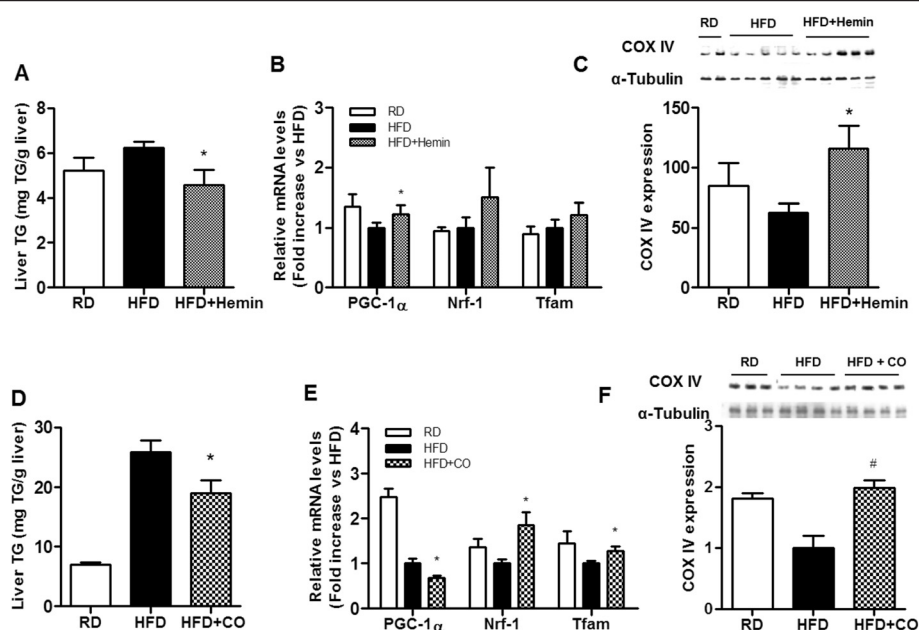 A
Liver TG (mg TG/g liver)
8
6
4
2
0
*
RD HFD HFD+Hemin
B
Relative mRNA levels
(Fold increase vs HFD)
3
2
1
0
RD
HFD
HFD+Hemin
*
PGC-1α Nrf-1 Tfam
C
RD HFD HFD+Hemin
COX IV
α-Tubulin
COX IV expression
150
100
50
0
*
RD HFD HFD+Hemin
D
Liver TG (mg TG/g liver)
30
20
10
0
*
RD HFD HFD+CO
E
Relative mRNA levels
(Fold increase vs HFD)
4
3
2
1
0
RD
HFD
HFD+CO
* * *
PGC-1α Nrf-1 Tfam
F
RD HFD HFD + CO
COX IV
α-Tubulin
COX IV expression
3
2
1
0
#
RD HFD HFD+CO